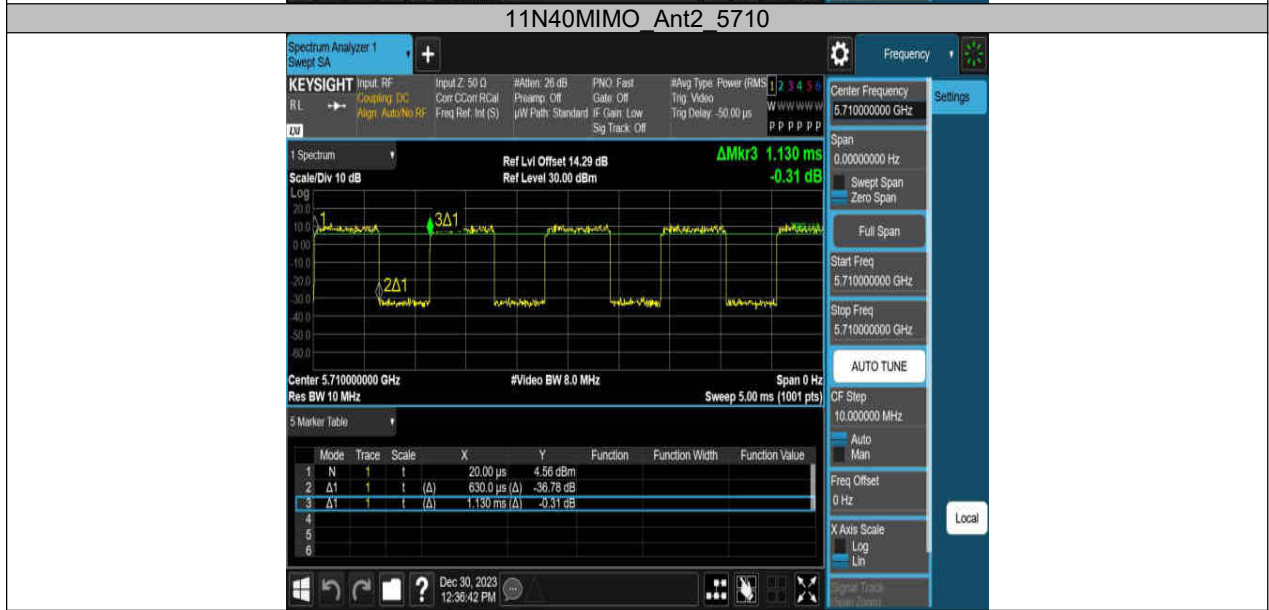 11N40MIMO_Ant2_5710
Spectrum Analyzer 1
Swept SA
+
Frequency
KEYSIGHT Input: RF Input Z: 50 Ω #Atten: 26 dB PNO: Fast #Avg Type: Power (RMS 1 2 3 4 5 6
RL Coupling: DC Corr CCorr RCal Preamp: Off Gate: Off Trig: Video W W W W W W
Align: Auto/No RF Freq Ref: Int (S) µW Path: Standard IF Gain: Low Trig Delay: -50.00 µs
Sig Track: Off P P P P P P
LXI
Center Frequency
5.710000000 GHz
Settings
Span
0.00000000 Hz
Swept Span
Zero Span
Full Span
Start Freq
5.710000000 GHz
Stop Freq
5.710000000 GHz
AUTO TUNE
CF Step
10.000000 MHz
Auto
Man
Freq Offset
0 Hz
X Axis Scale
Log
Lin
Signal Track
(Span Zoom)
Local
1 Spectrum
Ref Lvl Offset 14.29 dB
ΔMkr3 1.130 ms
Scale/Div 10 dB
Ref Level 30.00 dBm
-0.31 dB
Log
20.0
10.0
0.00
-10.0
-20.0
-30.0
-40.0
-50.0
-60.0
1
3Δ1
2Δ1
Center 5.710000000 GHz #Video BW 8.0 MHz Span 0 Hz
Res BW 10 MHz Sweep 5.00 ms (1001 pts)
5 Marker Table
Mode Trace Scale X Y Function Function Width Function Value
1 N 1 t 20.00 µs 4.56 dBm
2 Δ1 1 t (Δ) 630.0 µs (Δ) -36.78 dB
3 Δ1 1 t (Δ) 1.130 ms (Δ) -0.31 dB
4
5
6
?
Dec 30, 2023
12:36:42 PM